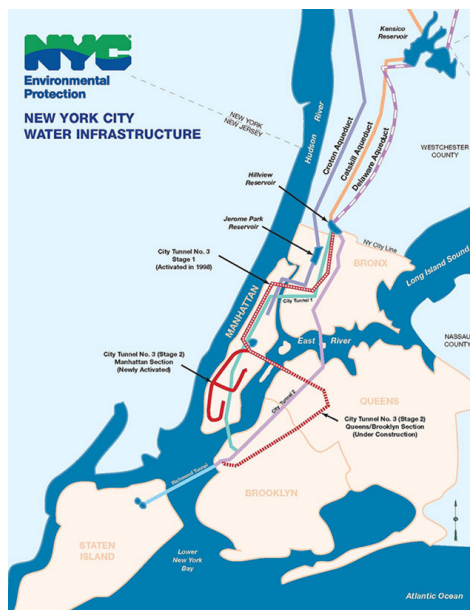 NYC
Environmental
Protection
NEW YORK CITY
WATER INFRASTRUCTURE
Kensico
Reservoir
NEW YORK
NEW JERSEY
Hudson
River
Croton Aqueduct
Catskill Aqueduct
Delaware Aqueduct
WESTCHESTER
COUNTY
Hillview
Reservoir
Jerome Park
Reservoir
NY City Line
City Tunnel No. 3
Stage 1
(Activated in 1998)
BRONX
Long Island Sound
MANHATTAN
City Tunnel 1
East River
NASSAU
COUNTY
City Tunnel No. 3 (Stage 2)
Manhattan Section
(Newly Activated)
QUEENS
City Tunnel 2
City Tunnel No. 3 (Stage 2)
Queens/Brooklyn Section
(Under Construction)
Richmond Tunnel
BROOKLYN
STATEN
ISLAND
Lower
New York
Bay
Atlantic Ocean